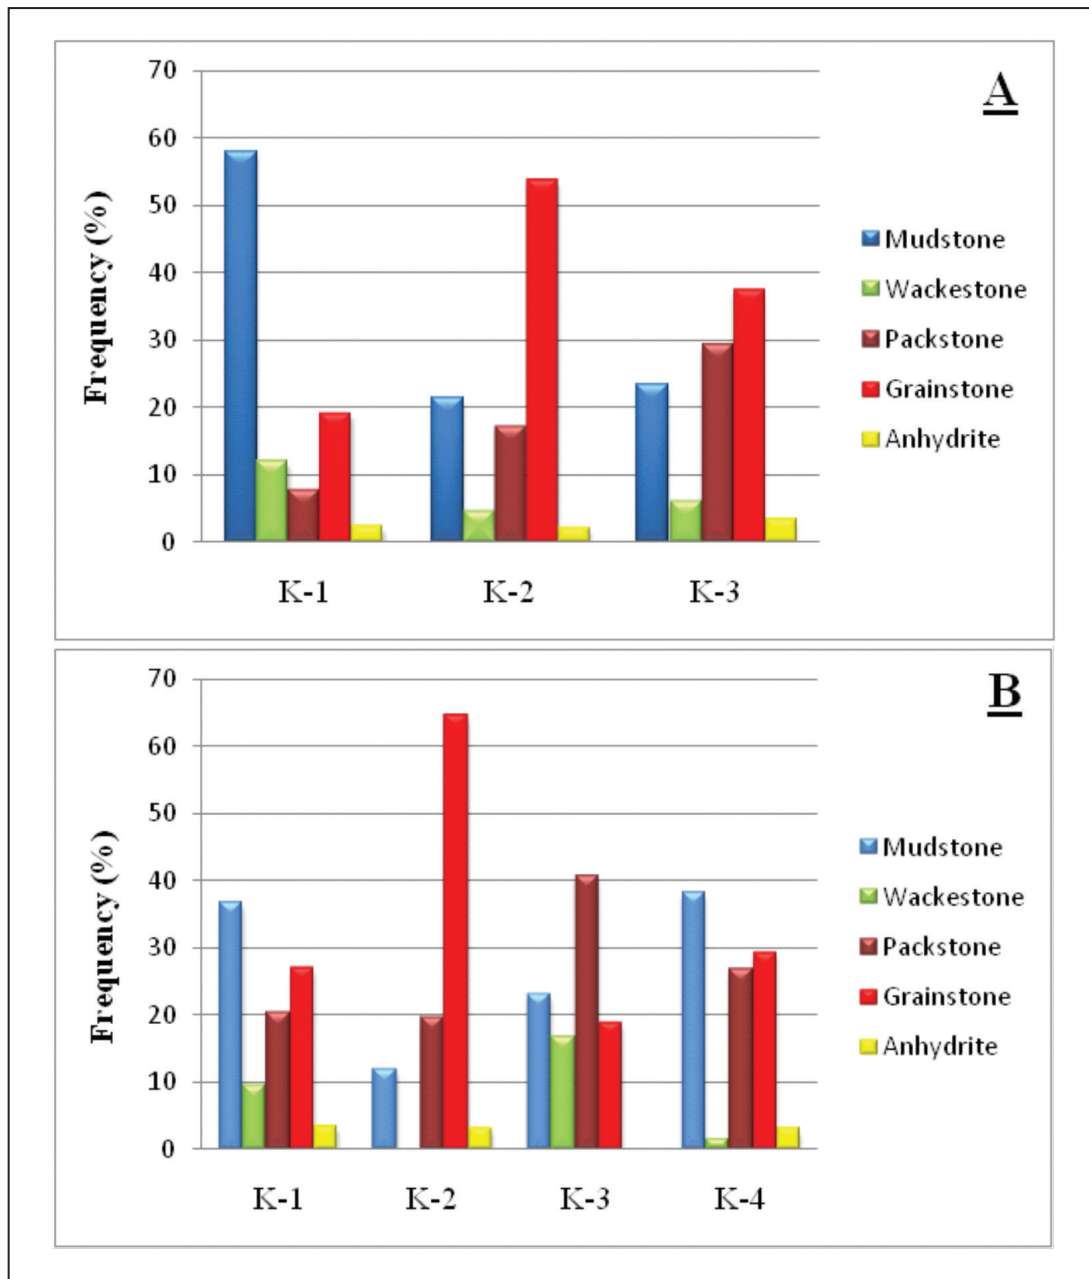 A
Frequency (%)
70
60
50
40
30
20
10
0
K-1 K-2 K-3
Mudstone
Wackestone
Packstone
Grainstone
Anhydrite
B
Frequency (%)
70
60
50
40
30
20
10
0
K-1 K-2 K-3 K-4
Mudstone
Wackestone
Packstone
Grainstone
Anhydrite